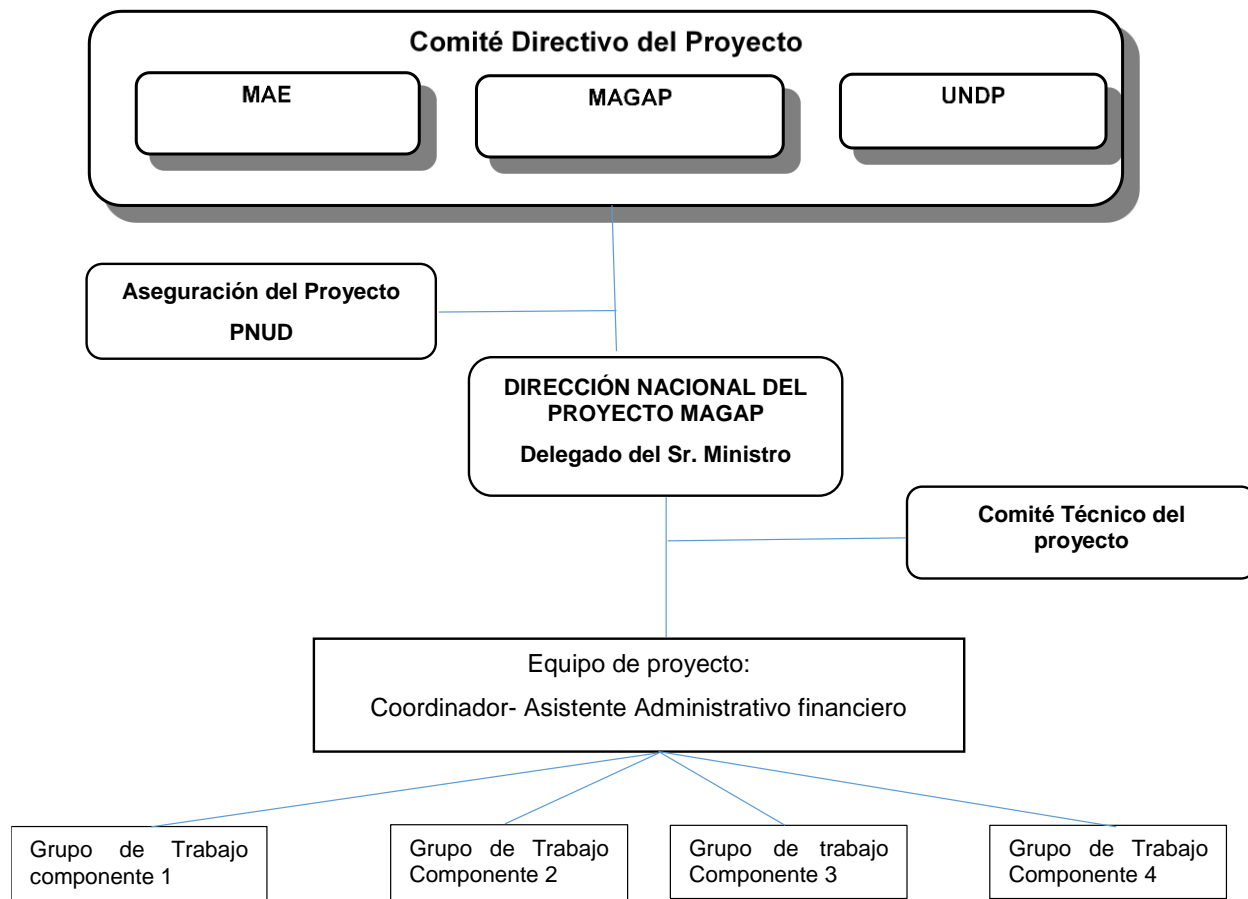 Comité Directivo del Proyecto
MAE
MAGAP
UNDP
Aseguración del Proyecto
PNUD
DIRECCIÓN NACIONAL DEL
PROYECTO MAGAP
Delegado del Sr. Ministro
Comité Técnico del
proyecto
Equipo de proyecto:
Coordinador- Asistente Administrativo financiero
Grupo de Trabajo
componente 1
Grupo de Trabajo
Componente 2
Grupo de trabajo
Componente 3
Grupo de Trabajo
Componente 4